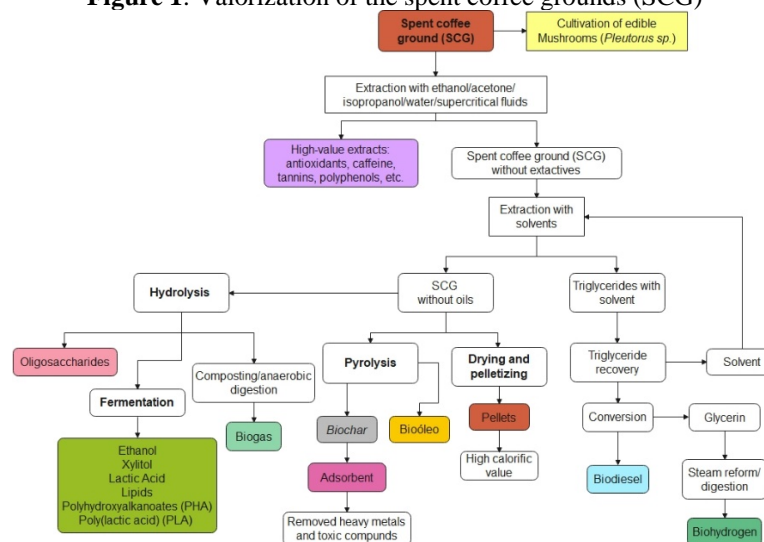 Figure 1. Valorization of the spent coffee grounds (SCG)
Spent coffee
ground (SCG)
Cultivation of edible
Mushrooms (Pleutorus sp.)
Extraction with ethanol/acetone/
isopropanol/water/supercritical fluids
High-value extracts:
antioxidants, caffeine,
tannins, polyphenols, etc.
Spent coffee ground (SCG)
without extactives
Extraction with
solvents
Hydrolysis
SCG
without oils
Triglycerides with
solvent
Oligosaccharides
Composting/anaerobic
digestion
Pyrolysis
Drying and
pelletizing
Triglyceride
recovery
Solvent
Fermentation
Biogas
Biochar
Bioóleo
Pellets
Conversion
Glycerin
Ethanol
Xylitol
Lactic Acid
Lipids
Polyhydroxyalkanoates (PHA)
Poly(lactic acid) (PLA)
Adsorbent
High calorific
value
Biodiesel
Steam reform/
digestion
Removed heavy metals
and toxic compunds
Biohydrogen